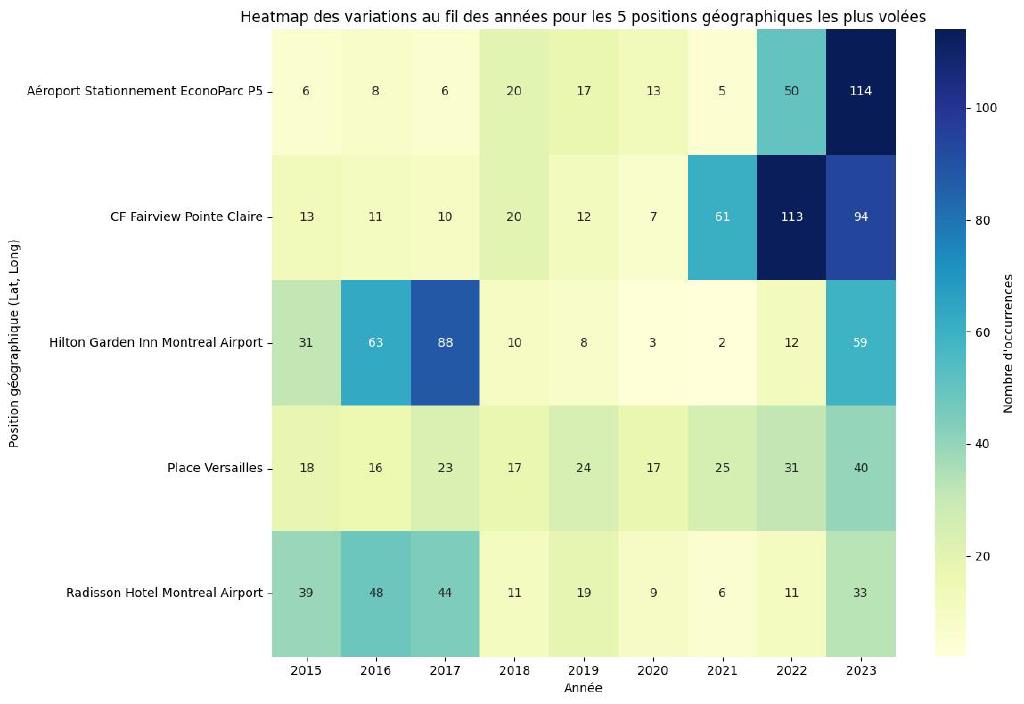 Heatmap des variations au fil des années pour les 5 positions géographiques les plus volées
Position géographique (Lat, Long)
Aéroport Stationnement EconoParc P5
6 8 6 20 17 13 5 50 114
CF Fairview Pointe Claire
13 11 10 20 12 7 61 113 94
Hilton Garden Inn Montreal Airport
31 63 88 10 8 3 2 12 59
Place Versailles
18 16 23 17 24 17 25 31 40
Radisson Hotel Montreal Airport
39 48 44 11 19 9 6 11 33
2015 2016 2017 2018 2019 2020 2021 2022 2023
Année
100
80
60
40
20
Nombre d'occurrences